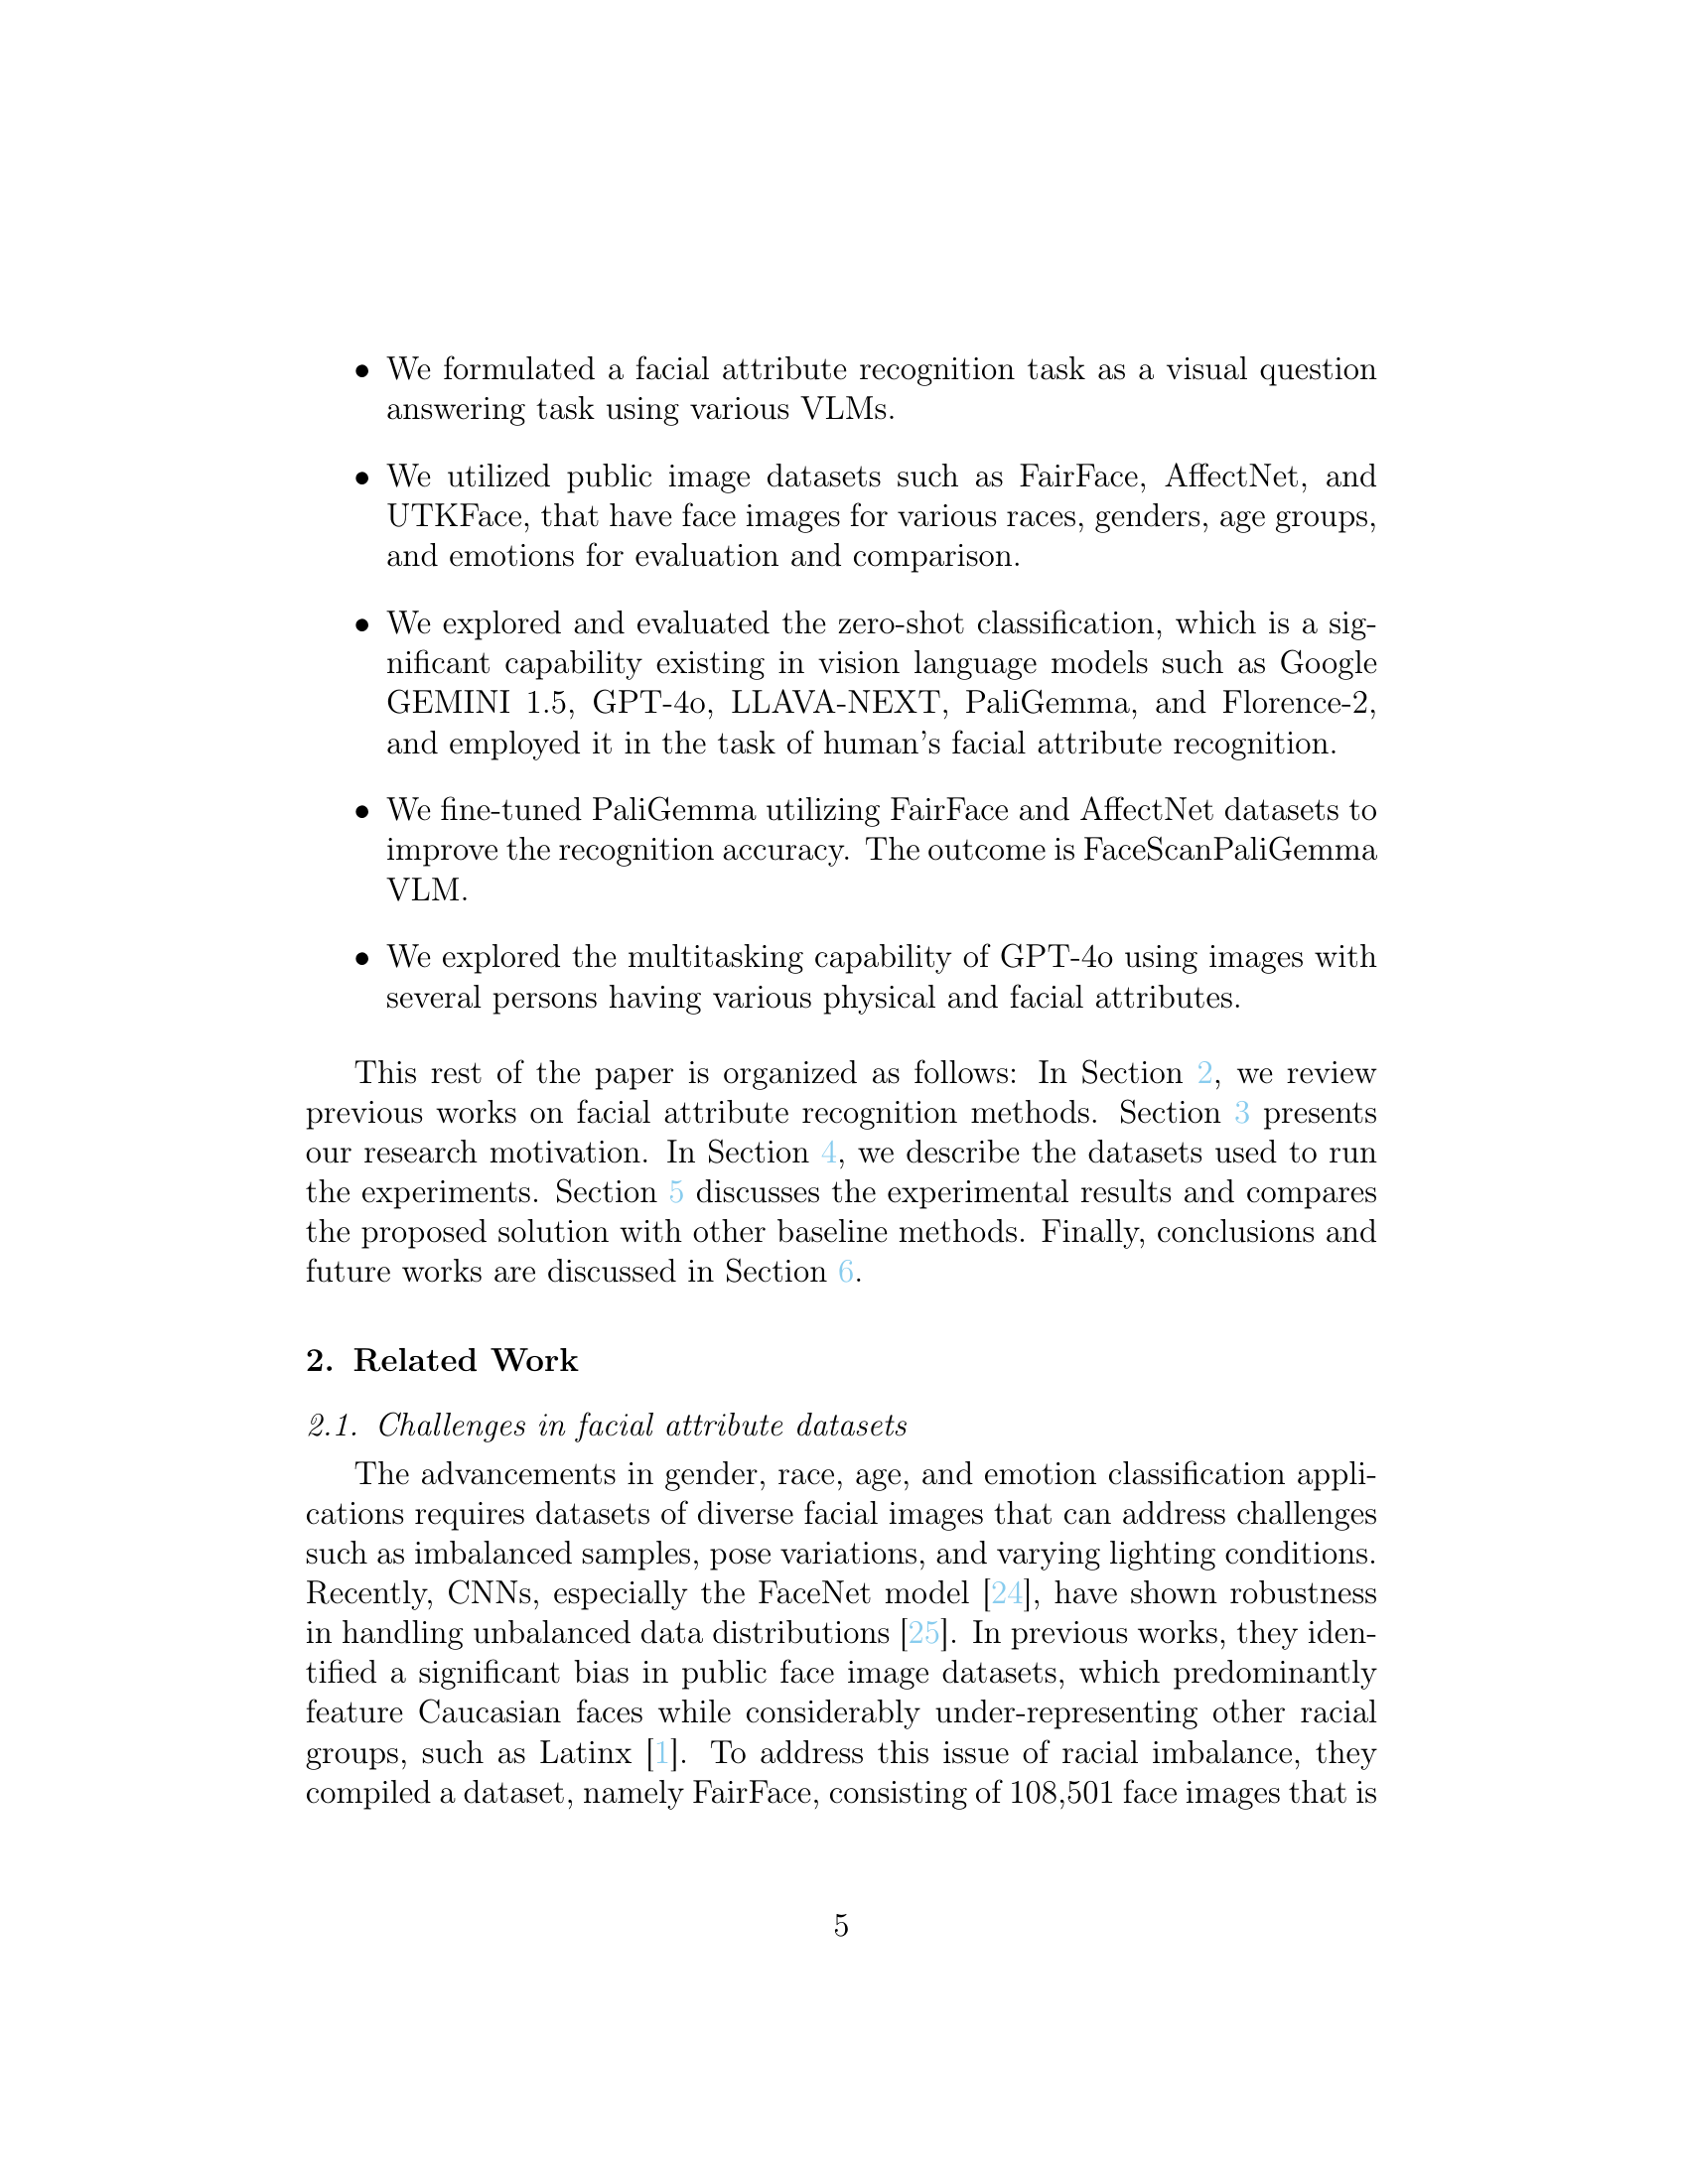 • We formulated a facial attribute recognition task as a visual question
answering task using various VLMs.
• We utilized public image datasets such as FairFace, AffectNet, and
UTKFace, that have face images for various races, genders, age groups,
and emotions for evaluation and comparison.
• We explored and evaluated the zero-shot classification, which is a sig-
nificant capability existing in vision language models such as Google
GEMINI 1.5, GPT-4o, LLAVA-NEXT, PaliGemma, and Florence-2,
and employed it in the task of human's facial attribute recognition.
• We fine-tuned PaliGemma utilizing FairFace and AffectNet datasets to
improve the recognition accuracy. The outcome is FaceScanPaliGemma
VLM.
• We explored the multitasking capability of GPT-4o using images with
several persons having various physical and facial attributes.
This rest of the paper is organized as follows: In Section 2, we review
previous works on facial attribute recognition methods. Section 3 presents
our research motivation. In Section 4, we describe the datasets used to run
the experiments. Section 5 discusses the experimental results and compares
the proposed solution with other baseline methods. Finally, conclusions and
future works are discussed in Section 6.
2. Related Work
2.1. Challenges in facial attribute datasets
The advancements in gender, race, age, and emotion classification appli-
cations requires datasets of diverse facial images that can address challenges
such as imbalanced samples, pose variations, and varying lighting conditions.
Recently, CNNs, especially the FaceNet model [24], have shown robustness
in handling unbalanced data distributions [25]. In previous works, they iden-
tified a significant bias in public face image datasets, which predominantly
feature Caucasian faces while considerably under-representing other racial
groups, such as Latinx [1]. To address this issue of racial imbalance, they
compiled a dataset, namely FairFace, consisting of 108,501 face images that is
5